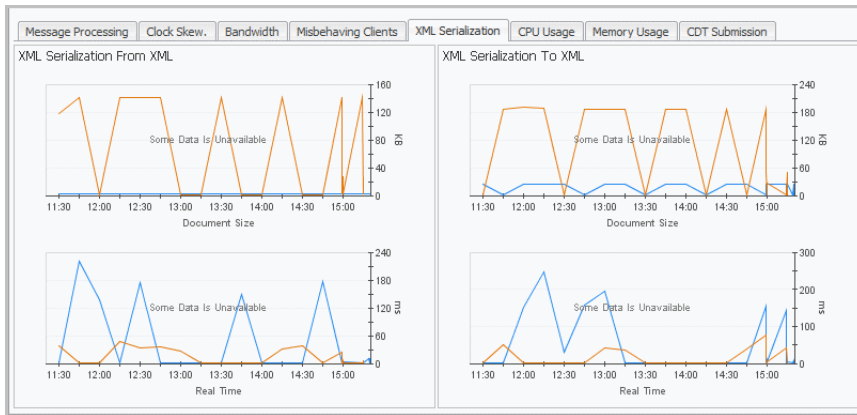 Message Processing Clock Skew. Bandwidth Misbehaving Clients XML Serialization CPU Usage Memory Usage CDT Submission
XML Serialization From XML
160
120
80
40
0
KB
Some Data Is Unavailable
11:30 12:00 12:30 13:00 13:30 14:00 14:30 15:00
Document Size
240
180
120
60
0
ms
Some Data Is Unavailable
11:30 12:00 12:30 13:00 13:30 14:00 14:30 15:00
Real Time
XML Serialization To XML
240
180
120
60
0
KB
Some Data Is Unavailable
11:30 12:00 12:30 13:00 13:30 14:00 14:30 15:00
Document Size
300
200
100
0
ms
Some Data Is Unavailable
11:30 12:00 12:30 13:00 13:30 14:00 14:30 15:00
Real Time